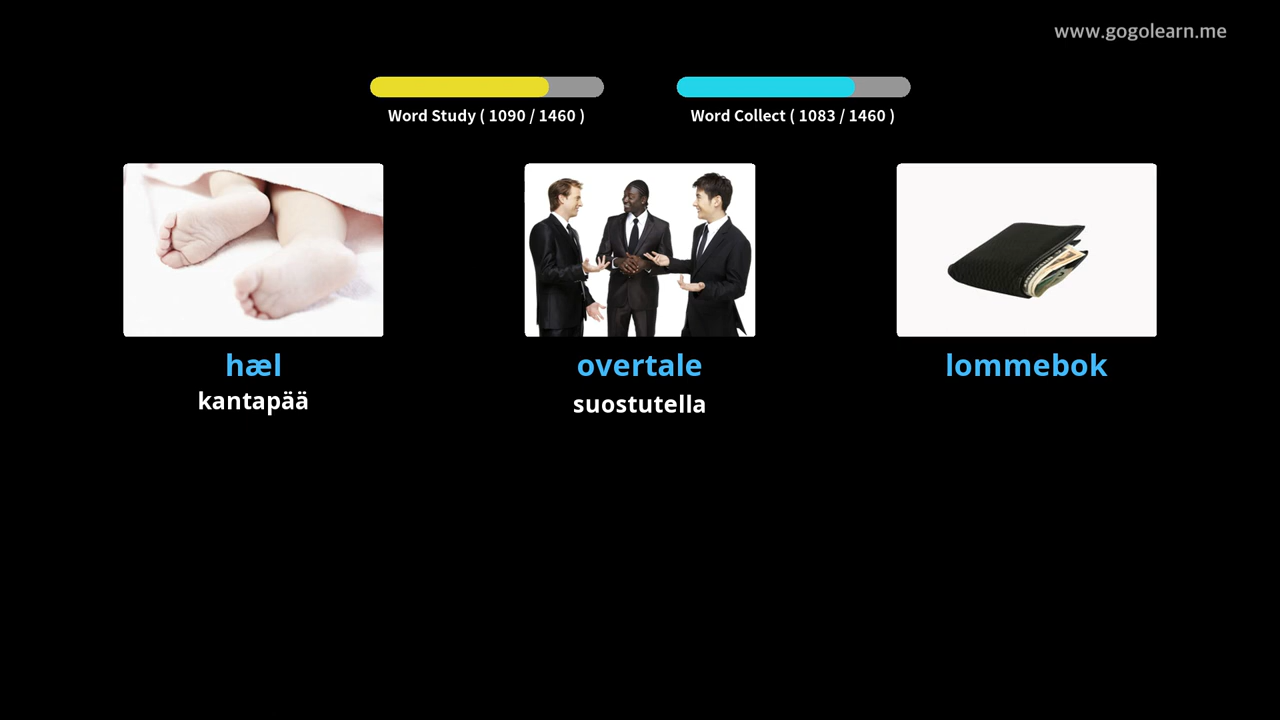 www.gogolearn.me
Word Study ( 1090 / 1460 )
Word Collect ( 1083 / 1460 )
hæl
kantapää
overtale
suostutella
lommebok